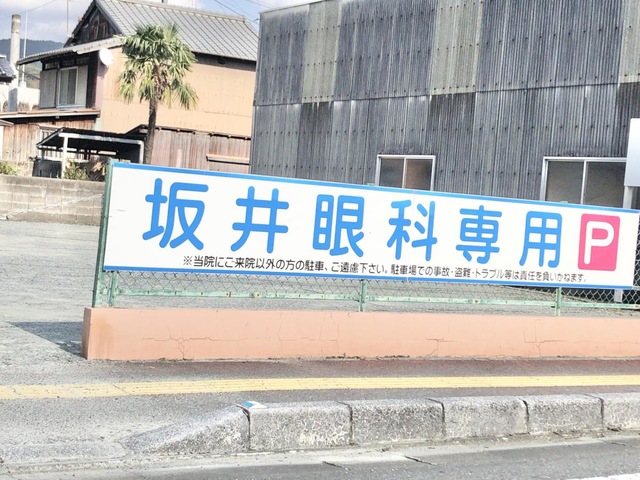 坂井眼科専用 P
※当院にご来院以外の方の駐車、ご遠慮下さい。駐車場での事故・盗難・トラブル等は責任を負いかねます。